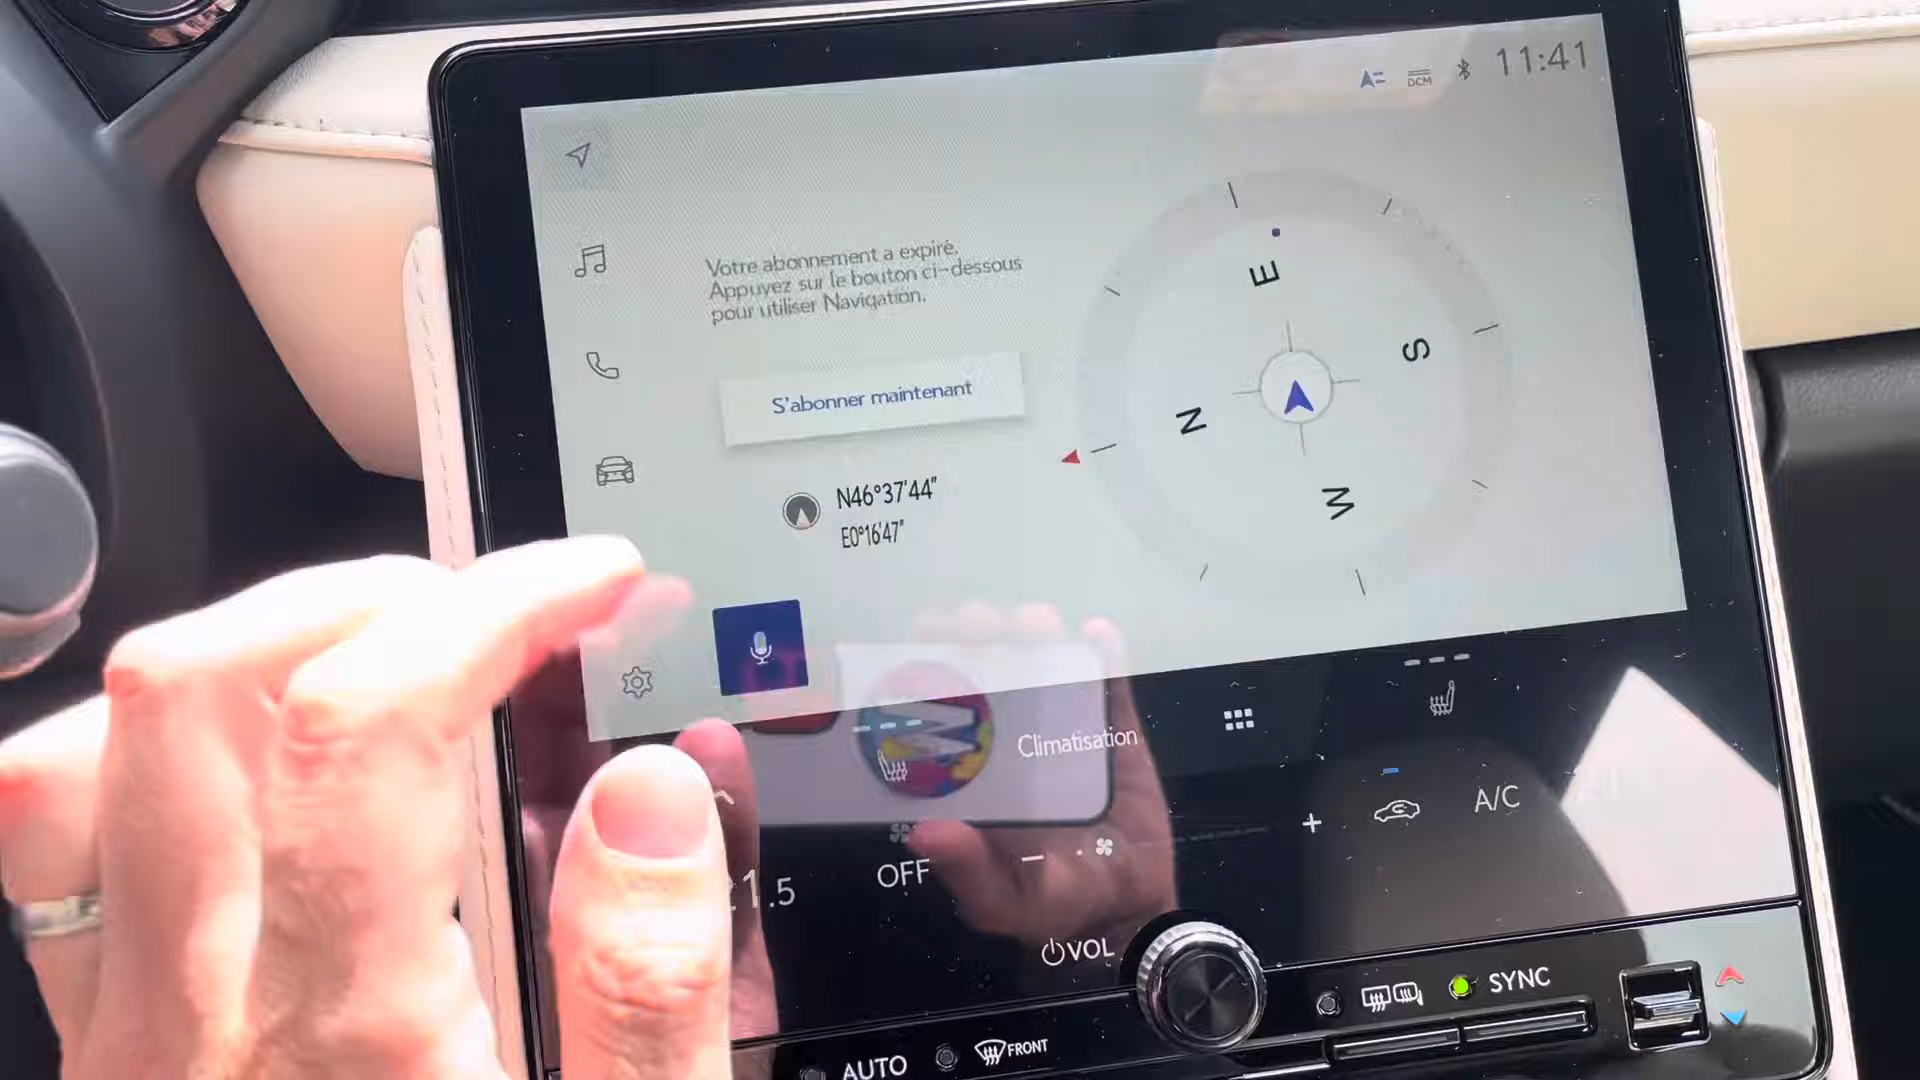 11:41
DCM
Votre abonnement a expiré.
Appuyez sur le bouton ci-dessous
pour utiliser Navigation.
S'abonner maintenant
N46°37'44"
E0°16'47"
E
S
N
W
Climatisation
A/C
OFF
VOL
SYNC
AUTO
FRONT